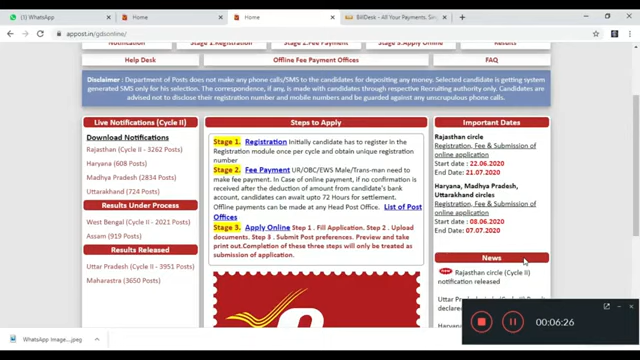 WhatsApp
Home
Home
BillDesk - All Your Payments. Sin
appost.in/gdsonline/
Notification
Stage 1.Registration
Stage 2.Fee Payment
Stage 3.Apply Online
Results
Help Desk
Offline Fee Payment Offices
FAQ
Disclaimer : Department of Posts does not make any phone calls/SMS to the candidates for depositing any money. Selected candidate is getting system
generated SMS only for his selection. The correspondence, if any, is made with candidates through respective Recruiting authority only. Candidates are
advised not to disclose their registration number and mobile numbers and be guarded against any unscrupulous phone calls.
Live Notifications (Cycle II)
Download Notifications
Rajasthan (Cycle II - 3262 Posts)
Haryana (608 Posts)
Madhya Pradesh (2834 Posts)
Uttarakhand (724 Posts)
Results Under Process
West Bengal (Cycle II - 2021 Posts)
Assam (919 Posts)
Results Released
Uttar Pradesh (Cycle II - 3951 Posts)
Maharastra (3650 Posts)
Steps to Apply
Stage 1. Registration Initially candidate has to register in the
Registration module once per cycle and obtain unique registration
number
Stage 2. Fee Payment UR/OBC/EWS Male/Trans-men need to
make fee payment. In Case of online payment, if no confirmation is
received after the deduction of amount from candidate's bank
account, candidates can await upto 72 Hours for settlement.
Offline payments can be made at any Head Post Office. List of Post
Offices
Stage 3. Apply Online Step 1 . Fill Application. Step 2 . Upload
documents. Step 3 . Submit Post preferences. Preview and take
print out.Completion of these three steps will only be treated as
submission of application.
Important Dates
Rajasthan circle
Registration, Fee & Submission of
online application
Start date : 22.06.2020
End Date : 21.07.2020
Haryana, Madhya Pradesh,
Uttarakhand circles
Registration, Fee & Submission of
online application
Start date : 08.06.2020
End Date : 07.07.2020
News
New Rajasthan circle (Cycle II)
notification released
Uttar Pradesh
declare
Haryana,
00:06:26
WhatsApp Image....jpeg